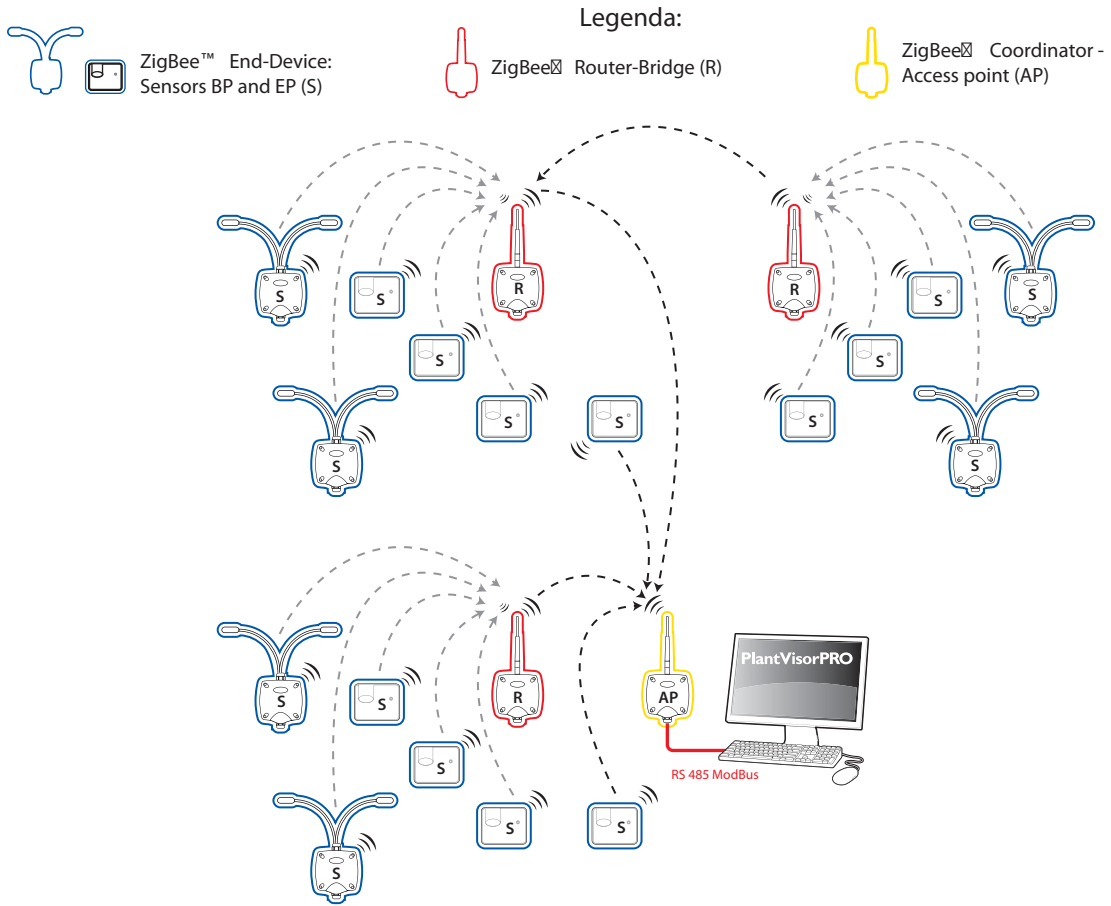 Legenda:
ZigBee™ End-Device:
Sensors BP and EP (S)
ZigBee Router-Bridge (R)
ZigBee Coordinator -
Access point (AP)
R
R
S
S
S
S
S
S
S
S
S
S
S
R
AP
PlantVisorPRO
S
S
S
RS 485 ModBus
S
S
S